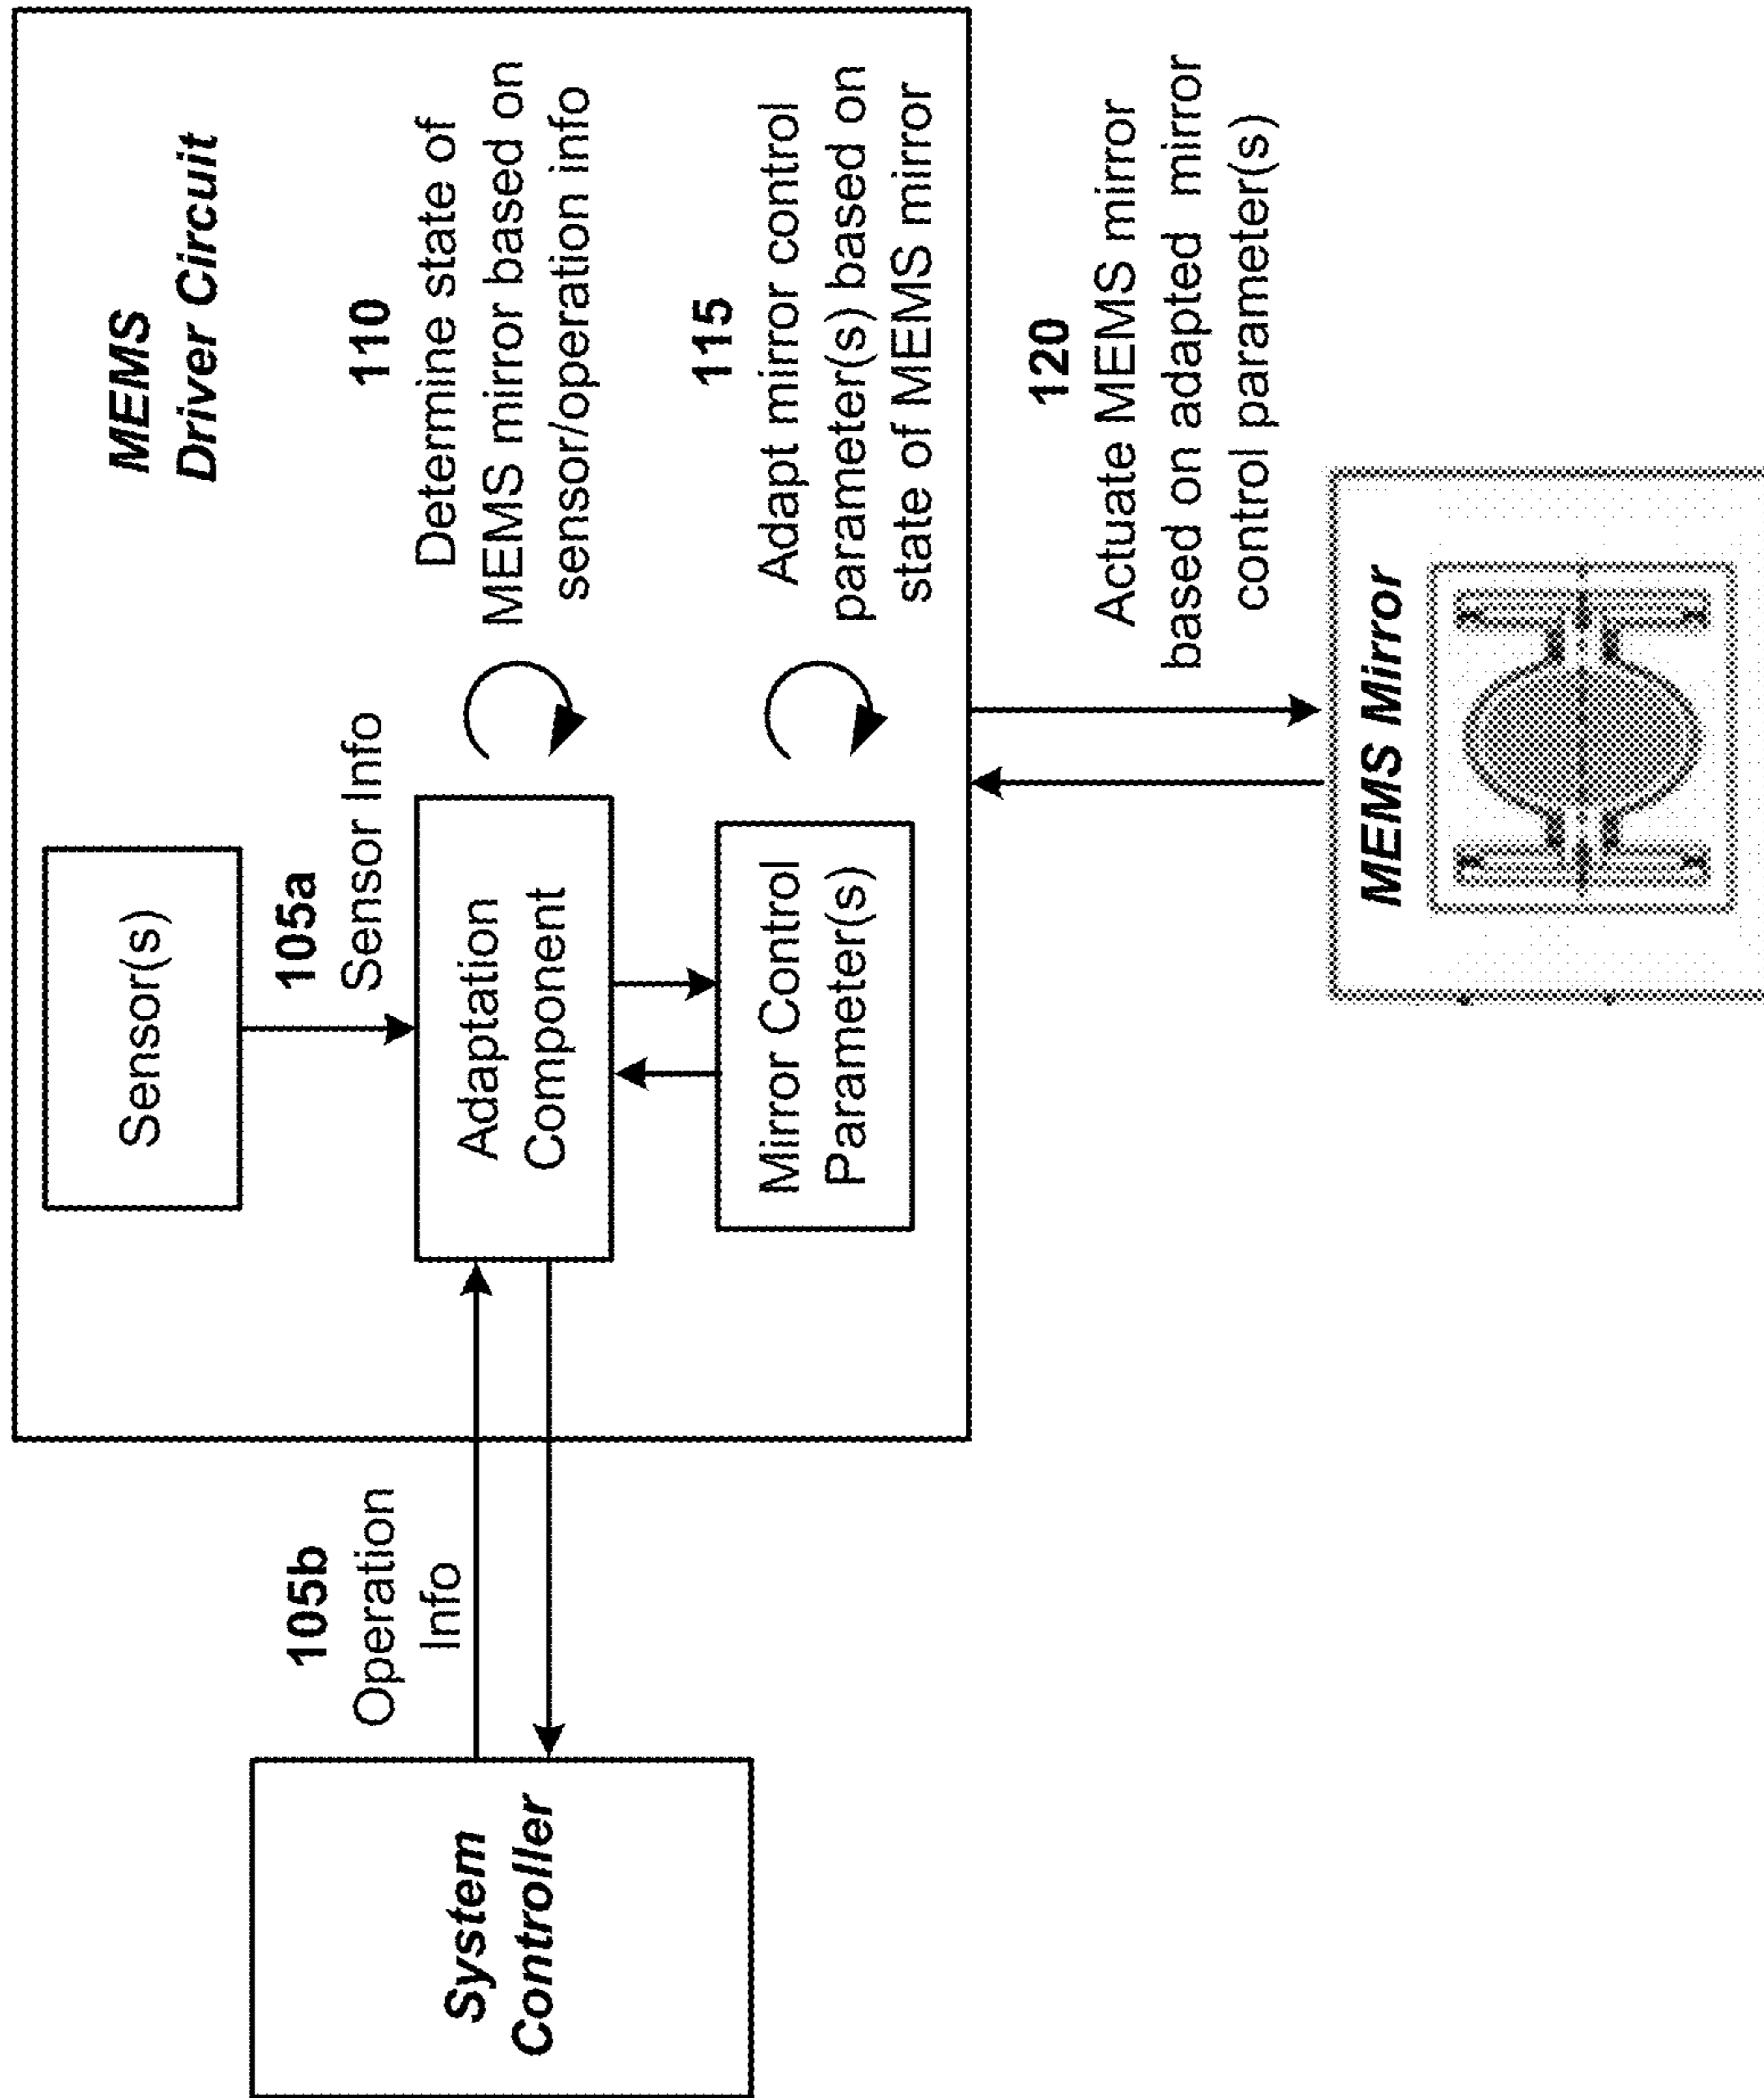 MEMS
Driver Circuit
Sensor(s)
105a
Sensor Info
105b
Operation
Info
System
Controller
Adaptation
Component
110
Determine state of
MEMS mirror based on
sensor/operation info
Mirror Control
Parameter(s)
115
Adapt mirror control
parameter(s) based on
state of MEMS mirror
120
Actuate MEMS mirror
based on adapted mirror
control parameter(s)
MEMS Mirror